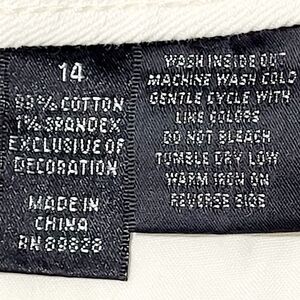 14
99% COTTON
1% SPANDEX
EXCLUSIVE OF
DECORATION
MADE IN
CHINA
RN 89828
WASH INSIDE OUT
MACHINE WASH COLD
GENTLE CYCLE WITH
LIKE COLORS
DO NOT BLEACH
TUMBLE DRY LOW
WARM IRON ON
REVERSE SIDE